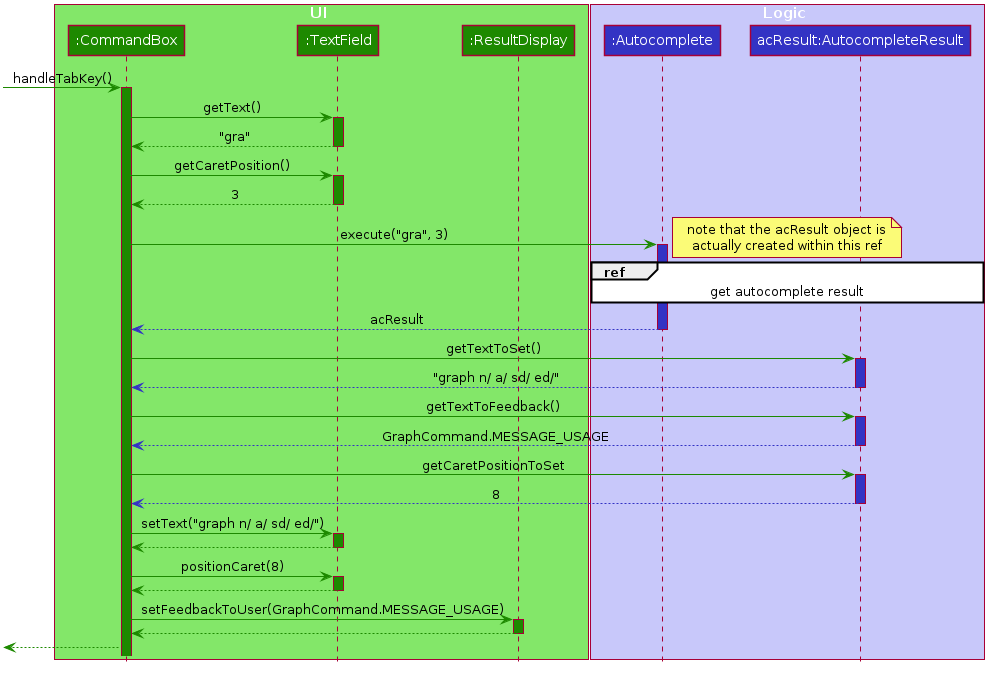 UI
Logic
:CommandBox
:TextField
:ResultDisplay
:Autocomplete
acResult:AutocompleteResult
handleTabKey()
getText()
"gra"
getCaretPosition()
3
execute("gra", 3)
note that the acResult object is
actually created within this ref
ref
get autocomplete result
acResult
getTextToSet()
"graph n/ a/ sd/ ed/"
getTextToFeedback()
GraphCommand.MESSAGE_USAGE
getCaretPositionToSet
8
setText("graph n/ a/ sd/ ed/")
positionCaret(8)
setFeedbackToUser(GraphCommand.MESSAGE_USAGE)